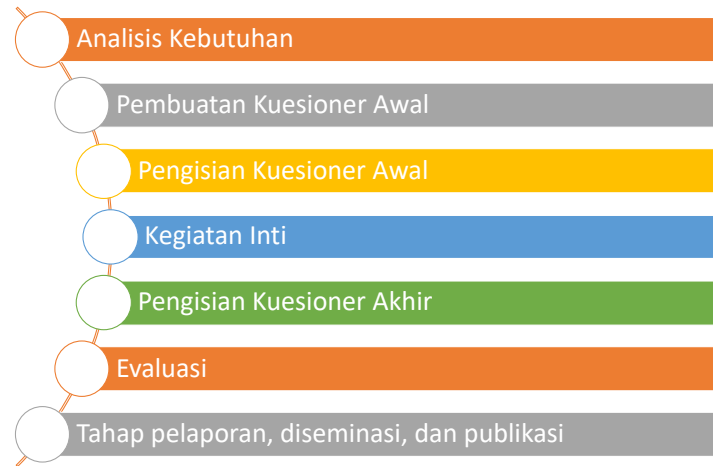 Analisis Kebutuhan
Pembuatan Kuesioner Awal
Pengisian Kuesioner Awal
Kegiatan Inti
Pengisian Kuesioner Akhir
Evaluasi
Tahap pelaporan, diseminasi, dan publikasi